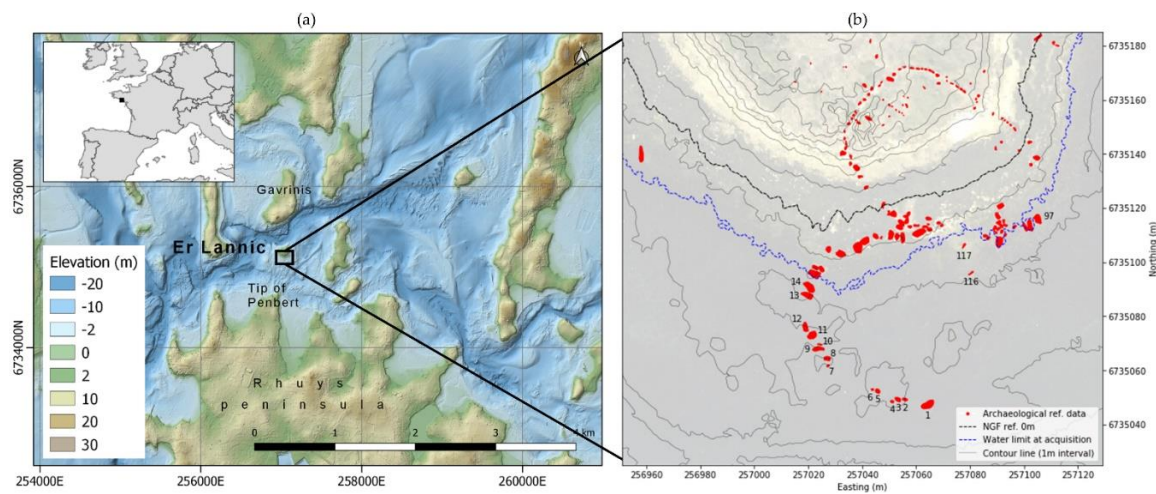 (a)
(b)
6736000N
6734000N
254000E
256000E
258000E
260000E
Gavrinis
Er Lannic
Tip of
Penbert
Rhuys
peninsula
0
1
2
3
4 km
Elevation (m)
-20
-10
-2
0
2
10
20
30
6735180
6735160
6735140
6735120
6735100
6735080
6735060
6735040
Northing (m)
256960
256980
257000
257020
257040
257060
257080
257100
257120
Easting (m)
97
117
116
14
13
12
11
10
9
8
7
6
5
4
3
2
1
Archaeological ref. data
NGF ref. 0m
Water limit at acquisition
Contour line (1m interval)